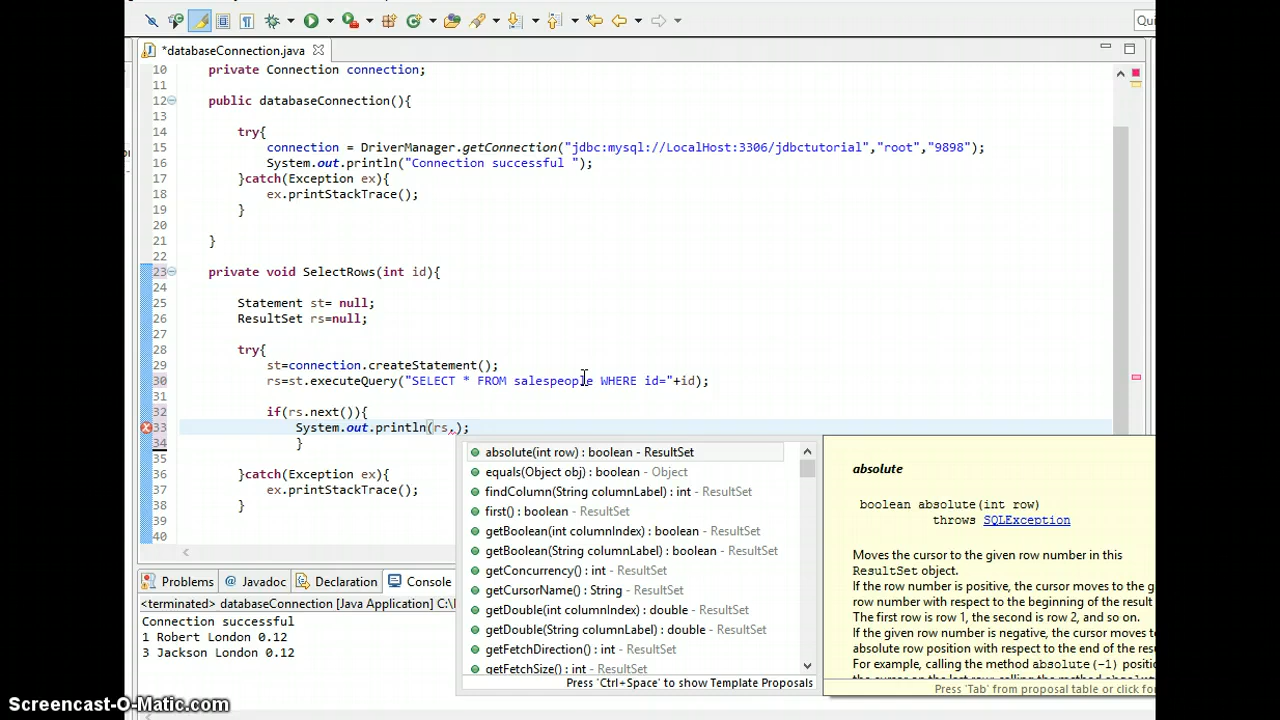 Qui
*databaseConnection.java
10 private Connection connection;
11
12 public databaseConnection(){
13
14 try{
15 connection = DriverManager.getConnection("jdbc:mysql://LocalHost:3306/jdbctutorial","root","9898");
16 System.out.println("Connection successful ");
17 }catch(Exception ex){
18 ex.printStackTrace();
19 }
20
21 }
22
23 private void SelectRows(int id){
24
25 Statement st= null;
26 ResultSet rs=null;
27
28 try{
29 st=connection.createStatement();
30 rs=st.executeQuery("SELECT * FROM salespeople WHERE id="+id);
31
32 if(rs.next()){
33 System.out.println(rs.);
34 }
36 }catch(Exception ex){
37 ex.printStackTrace();
38 }
39
40
absolute(int row) : boolean - ResultSet
equals(Object obj) : boolean - Object
findColumn(String columnLabel) : int - ResultSet
first() : boolean - ResultSet
getBoolean(int columnIndex) : boolean - ResultSet
getBoolean(String columnLabel) : boolean - ResultSet
getConcurrency() : int - ResultSet
getCursorName() : String - ResultSet
getDouble(int columnIndex) : double - ResultSet
getDouble(String columnLabel) : double - ResultSet
getFetchDirection() : int - ResultSet
getFetchSize() : int - ResultSet
Press 'Ctrl+Space' to show Template Proposals
absolute
boolean absolute(int row)
throws SQLException
Moves the cursor to the given row number in this
ResultSet object.
If the row number is positive, the cursor moves to the g
row number with respect to the beginning of the result
The first row is row 1, the second is row 2, and so on.
If the given row number is negative, the cursor moves to
absolute row position with respect to the end of the resu
For example, calling the method absolute(-1) positio
Press 'Tab' from proposal table or click for
Problems Javadoc Declaration Console
<terminated> databaseConnection [Java Application] C:\
Connection successful
1 Robert London 0.12
3 Jackson London 0.12
Screencast-O-Matic.com